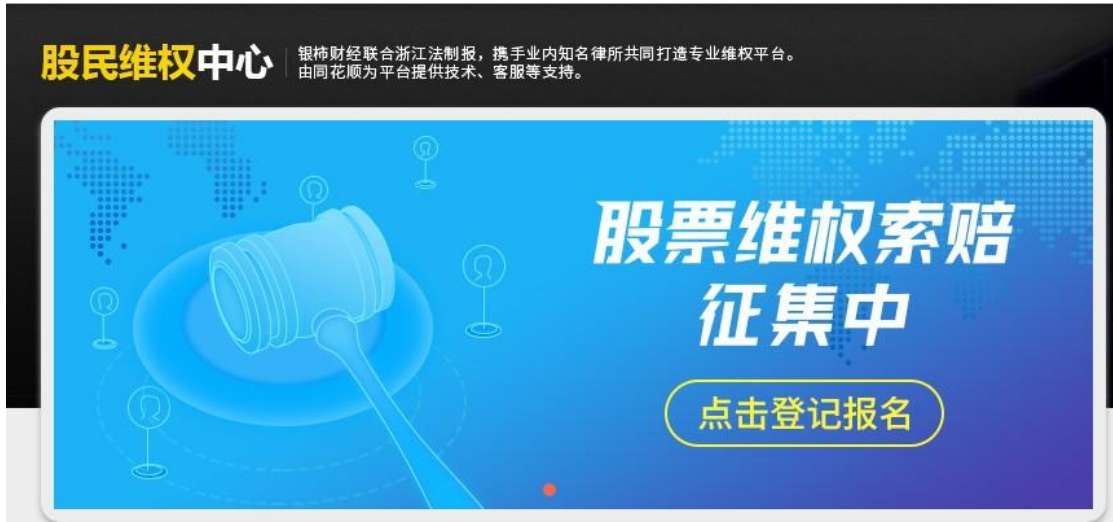 股民维权中心
银柿财经联合浙江法制报，携手业内知名律所共同打造专业维权平台。
由同花顺为平台提供技术、客服等支持。
股票维权索赔
征集中
点击登记报名